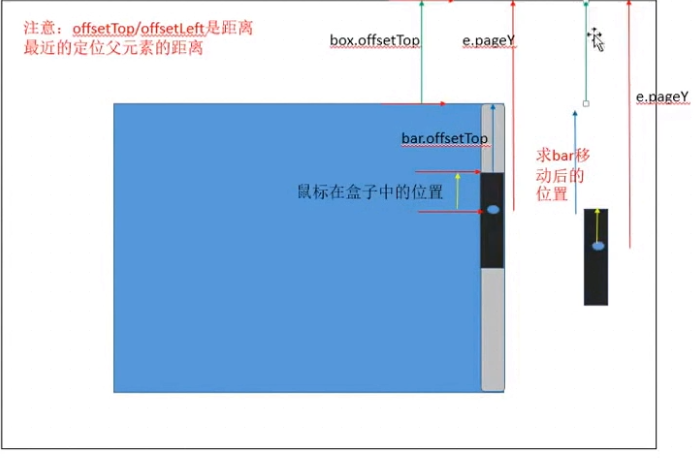 注意：offsetTop/offsetLeft是距离
最近的定位父元素的距离
box.offsetTop
e.pageY
e.pageY
bar.offsetTop
求bar移
动后的
位置
鼠标在盒子中的位置